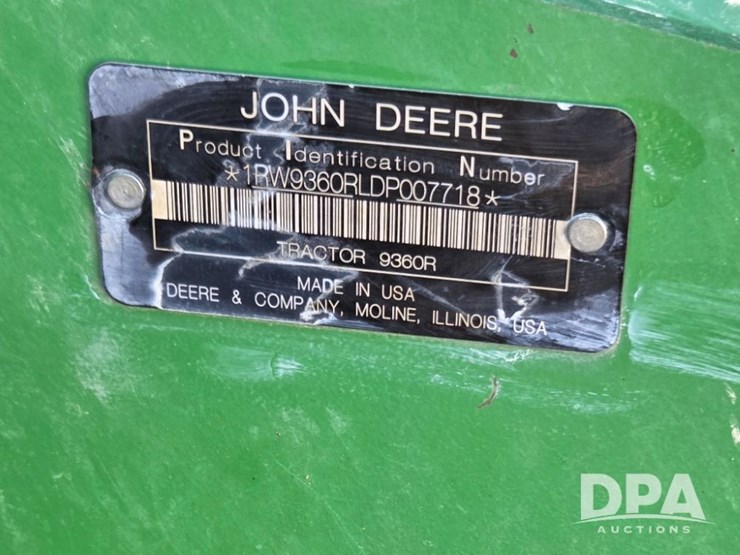 JOHN DEERE
Product Identification Number
*1RW9360RLDP007718*
TRACTOR 9360R
MADE IN USA
DEERE & COMPANY, MOLINE, ILLINOIS, USA
DPA
AUCTIONS